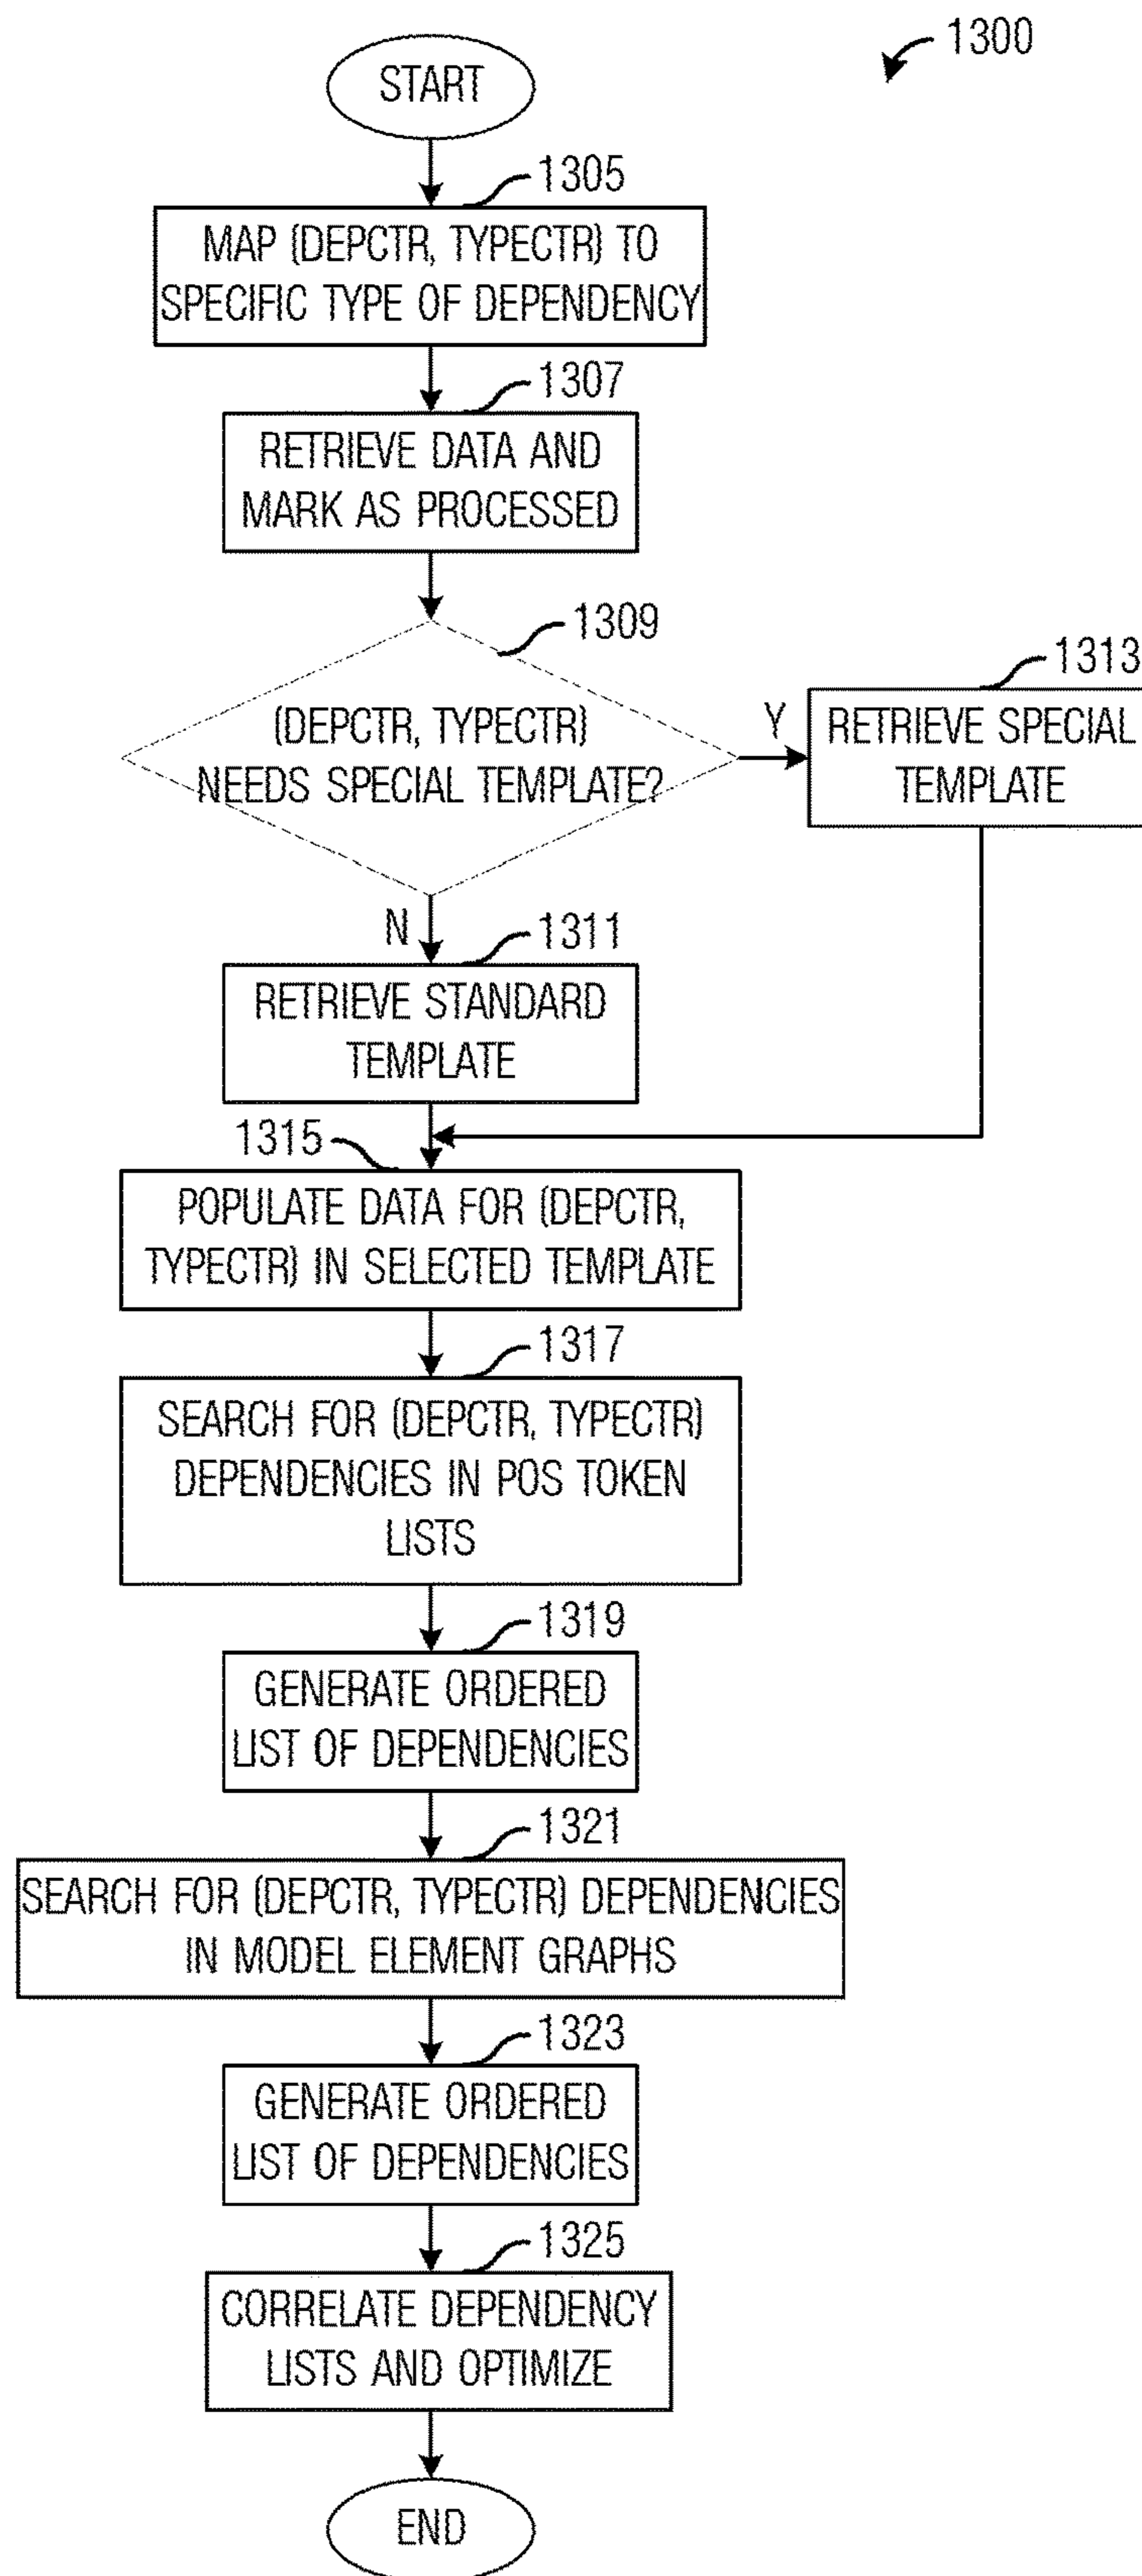 1300
START
1305
MAP (DEPCTR, TYPECTR) TO
SPECIFIC TYPE OF DEPENDENCY
1307
RETRIEVE DATA AND
MARK AS PROCESSED
1309
(DEPCTR, TYPECTR)
NEEDS SPECIAL TEMPLATE?
Y
1313
RETRIEVE SPECIAL
TEMPLATE
N
1311
RETRIEVE STANDARD
TEMPLATE
1315
POPULATE DATA FOR (DEPCTR,
TYPECTR) IN SELECTED TEMPLATE
1317
SEARCH FOR (DEPCTR, TYPECTR)
DEPENDENCIES IN POS TOKEN
LISTS
1319
GENERATE ORDERED
LIST OF DEPENDENCIES
1321
SEARCH FOR (DEPCTR, TYPECTR) DEPENDENCIES
IN MODEL ELEMENT GRAPHS
1323
GENERATE ORDERED
LIST OF DEPENDENCIES
1325
CORRELATE DEPENDENCY
LISTS AND OPTIMIZE
END